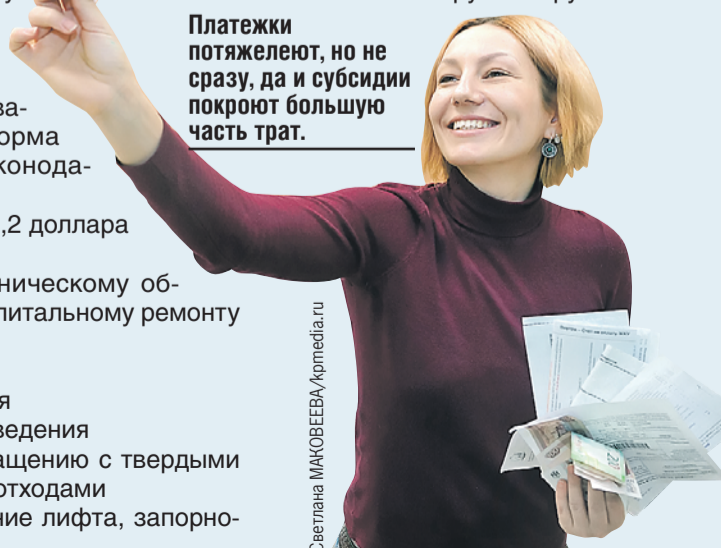 Платежки
потяжелеют, но не
сразу, да и субсидии
покроют большую
часть трат.
ва-
орма
конода-
,2 доллара
ническому об-
питальному ремонту
я
ведения
ащению с твердыми
отходами
ние лифта, запорно-
Светлана МАКОВЕЕВА/kpmedia.ru